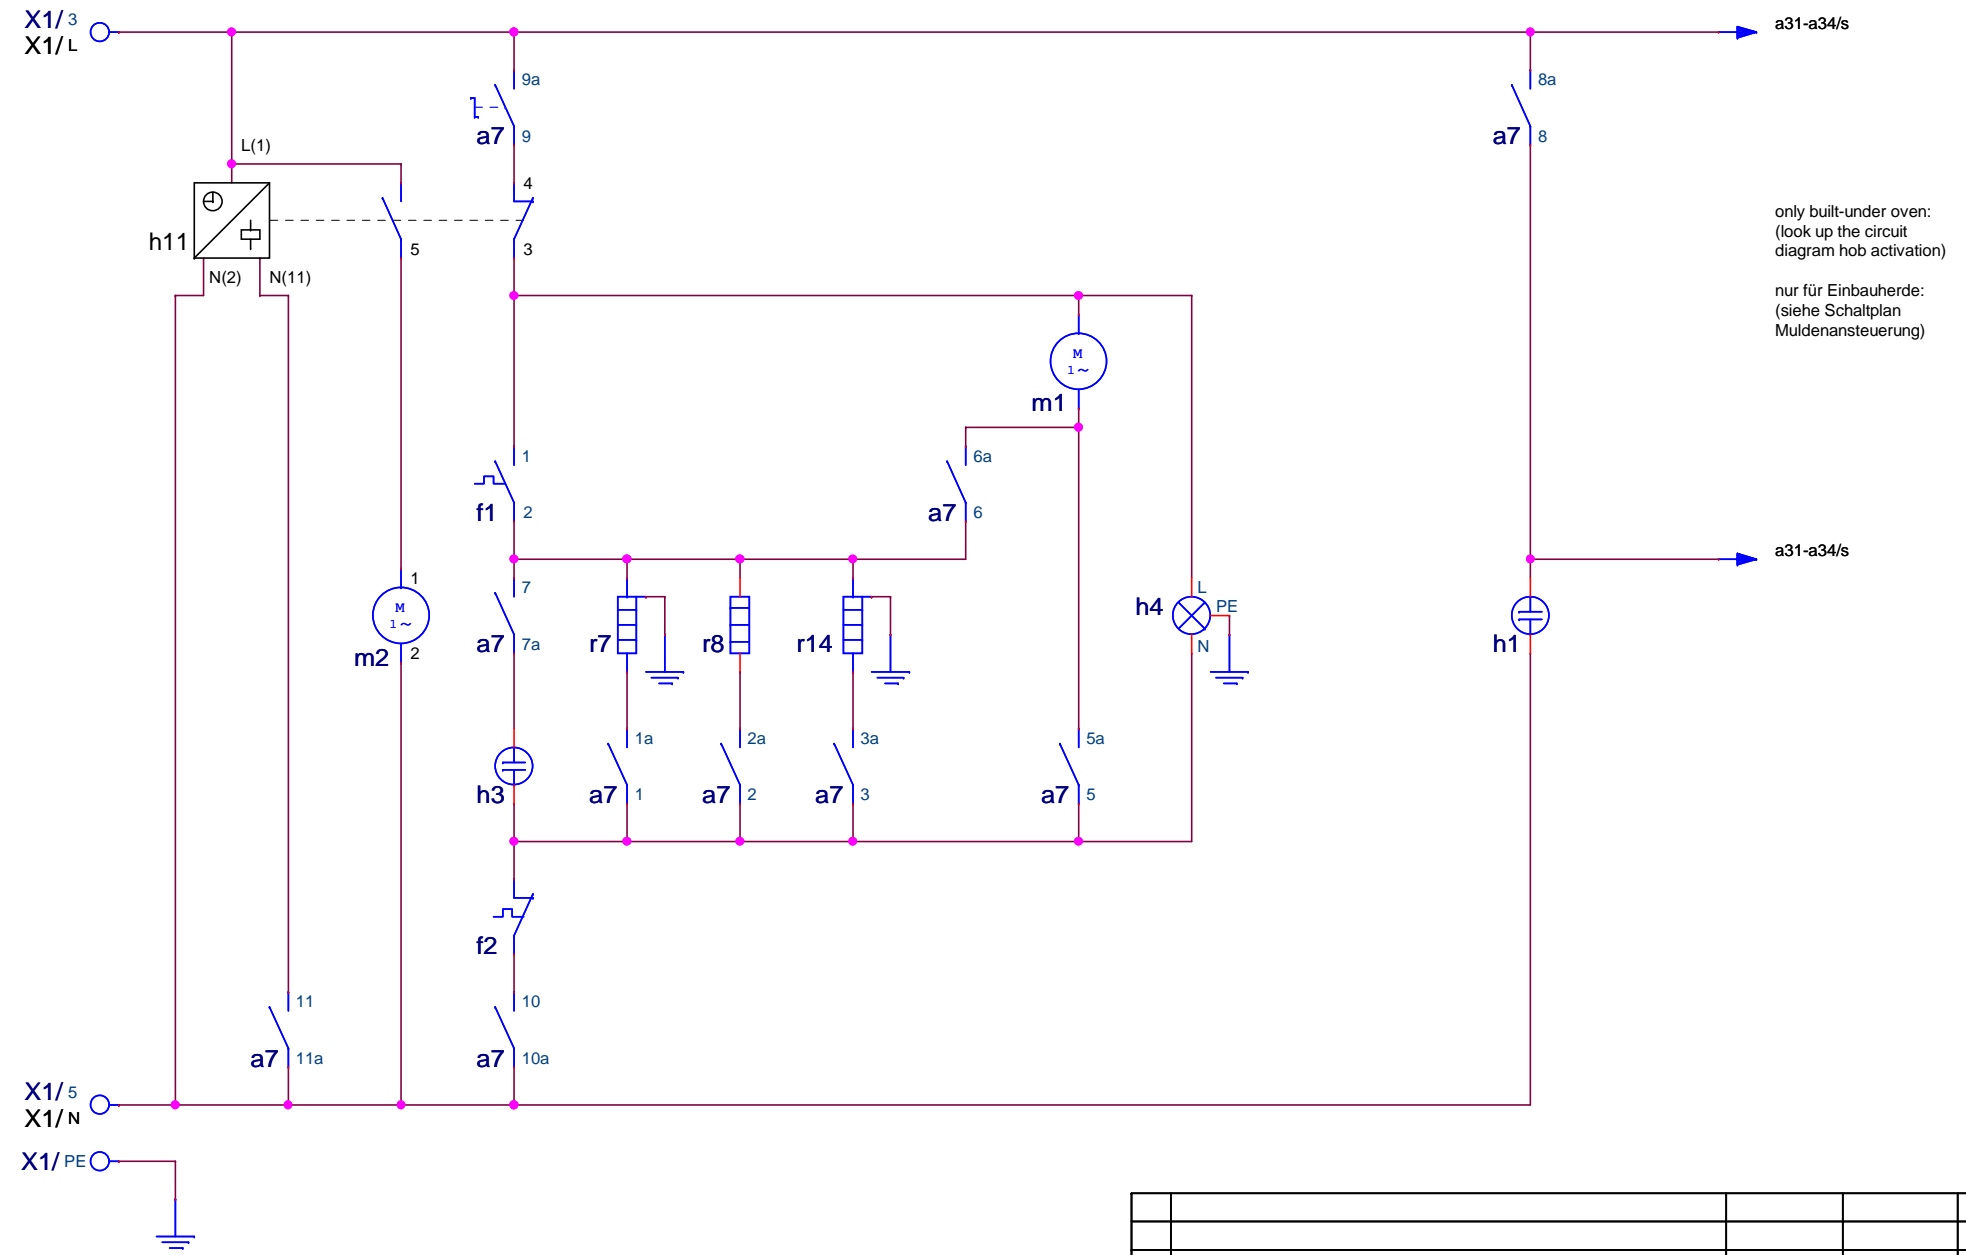 X1/ 3
X1/ L
a31-a34/s
9a
a7 9
8a
a7 8
L(1)
4
h11
5
3
N(2) N(11)
only built-under oven:
(look up the circuit
diagram hob activation)
nur für Einbauherde:
(siehe Schaltplan
Muldenansteuerung)
M
1~
m1
1
f1 2
6a
a7 6
a31-a34/s
1
M
1~
m2 2
7
a7 7a
r7
r8
r14
h4
L
PE
N
h1
h3
1a
a7 1
2a
a7 2
3a
a7 3
5a
a7 5
f2
11
a7 11a
10
a7 10a
X1/ 5
X1/ N
X1/ PE